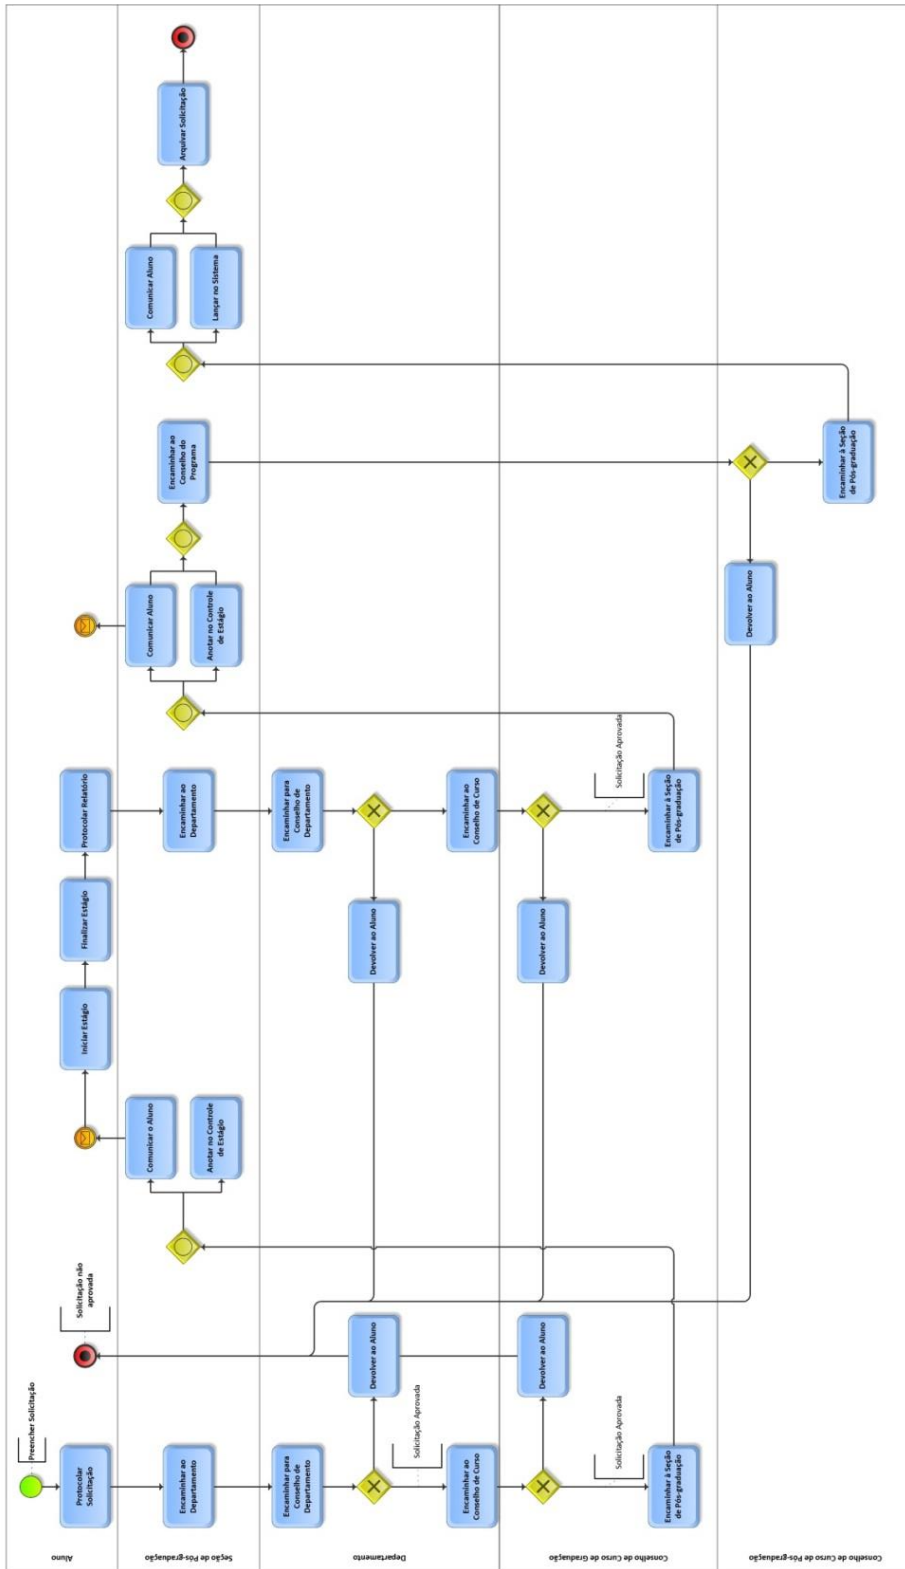 Aluno
Preencher Solicitação
Protocolar
Solicitação
Solicitação não
aprovada
Iniciar Estágio
Finalizar Estágio
Protocolar Relatório
Seção de Pós-graduação
Encaminhar ao
Departamento
Comunicar o Aluno
Anotar no Controle
de Estágio
Encaminhar ao
Departamento
Comunicar Aluno
Anotar no Controle
de Estágio
Encaminhar ao
Conselho do
Programa
Comunicar Aluno
Lançar no Sistema
Arquivar Solicitação
Departamento
Encaminhar para
Conselho de
Departamento
Devolver ao Aluno
Solicitação Aprovada
Encaminhar ao
Conselho de Curso
Encaminhar para
Conselho de
Departamento
Devolver ao Aluno
Encaminhar ao
Conselho de Curso
Conselho de Curso de Graduação
Devolver ao Aluno
Solicitação Aprovada
Encaminhar à Seção
de Pós-graduação
Devolver ao Aluno
Solicitação Aprovada
Encaminhar à Seção
de Pós-graduação
Conselho de Curso de Pós-graduação
Devolver ao Aluno
Encaminhar à Seção
de Pós-graduação